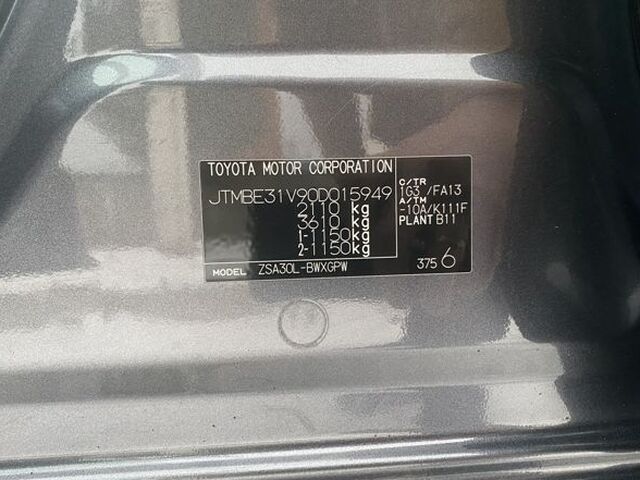 TOYOTA MOTOR CORPORATION
JTMBE31V90D015949
2110 kg
3610 kg
1-1150 kg
2-1150 kg
MODEL ZSA30L-BWXGPW
C/TR
1G3 /FA13
A/TM
-10A/K111F
PLANT B11
375 6